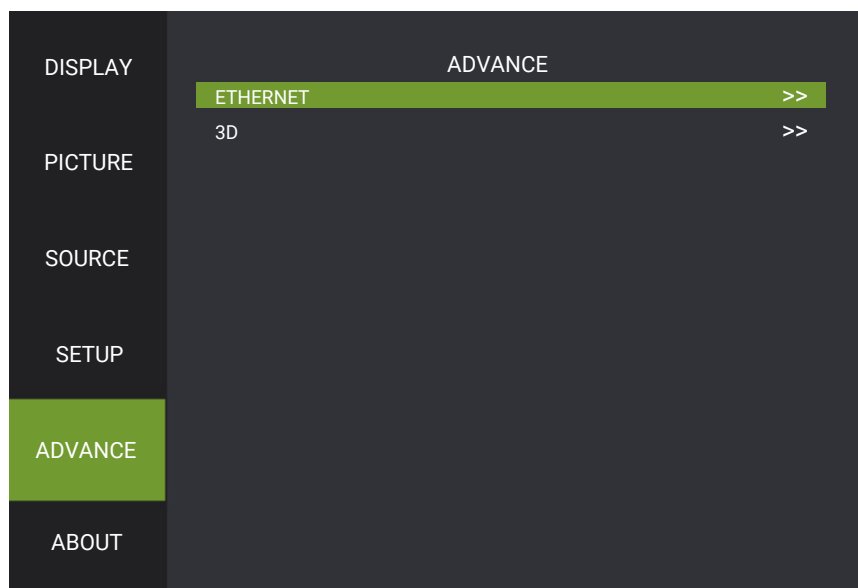 DISPLAY
PICTURE
SOURCE
SETUP
ADVANCE
ABOUT
ADVANCE
ETHERNET >>
3D >>